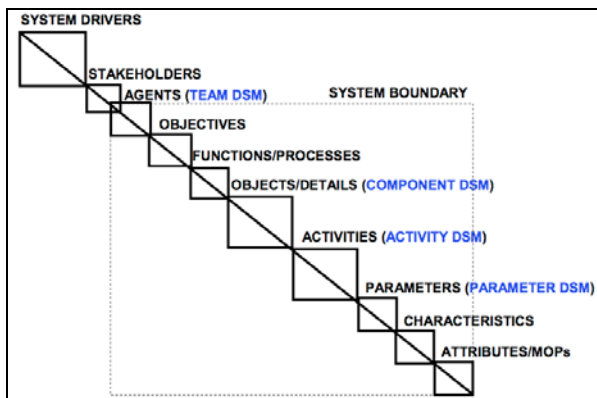 SYSTEM DRIVERS
STAKEHOLDERS
AGENTS (TEAM DSM)
SYSTEM BOUNDARY
OBJECTIVES
FUNCTIONS/PROCESSES
OBJECTS/DETAILS (COMPONENT DSM)
ACTIVITIES (ACTIVITY DSM)
PARAMETERS (PARAMETER DSM)
CHARACTERISTICS
ATTRIBUTES/MOPs